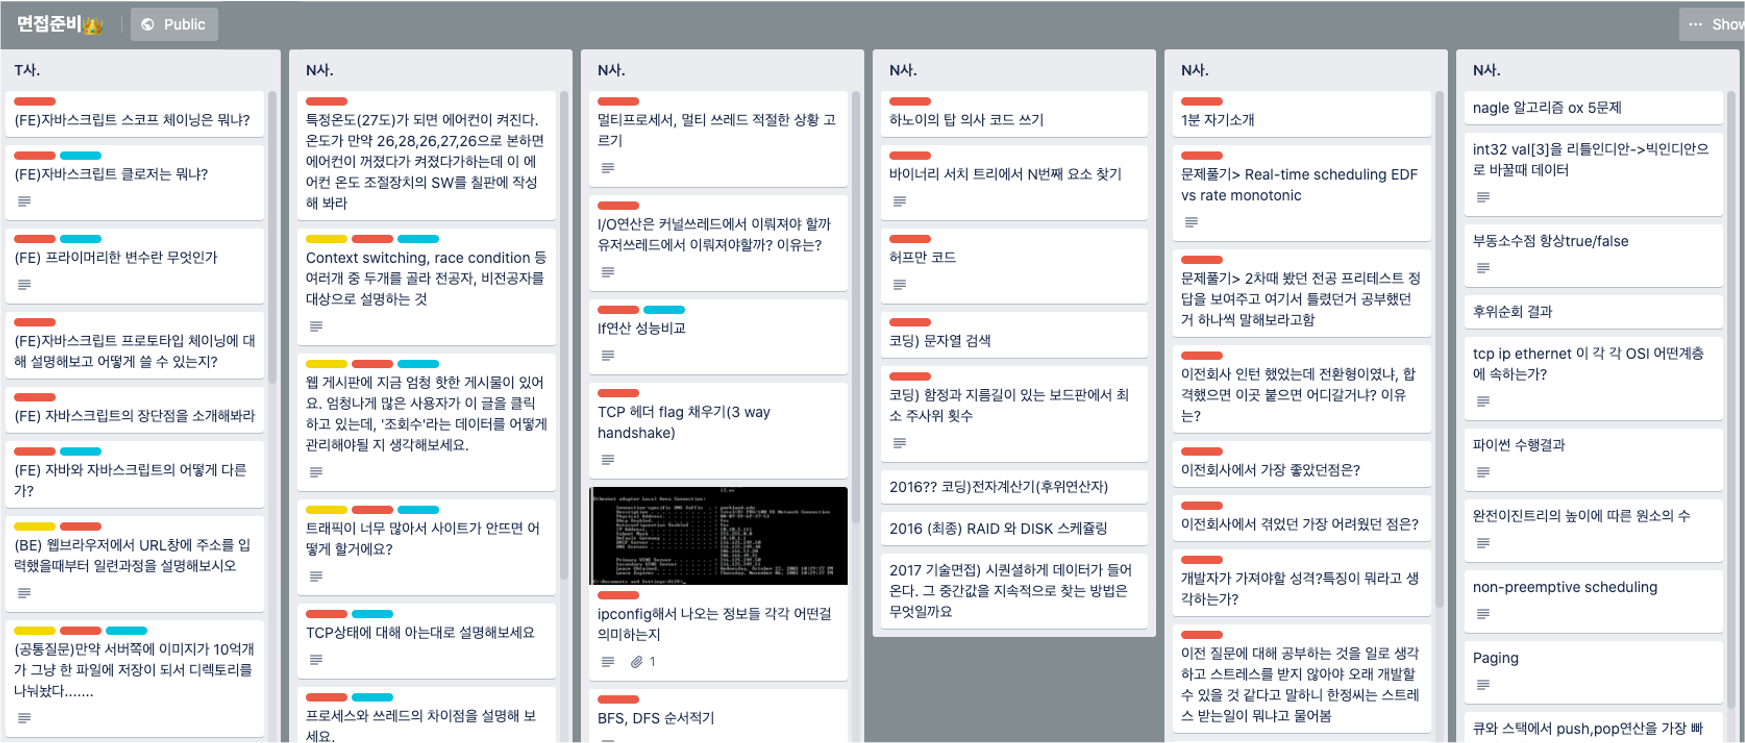 면접준비👑
Public
Show
T사.
(FE)자바스크립트 스코프 체이닝은 뭐냐?
(FE)자바스크립트 클로저는 뭐냐?
(FE) 프라이머리한 변수란 무엇인가
(FE)자바스크립트 프로토타입 체이닝에 대
해 설명해보고 어떻게 쓸 수 있는지?
(FE) 자바스크립트의 장단점을 소개해봐라
(FE) 자바와 자바스크립트의 어떻게 다른
가?
(BE) 웹브라우저에서 URL창에 주소를 입
력했을때부터 일련과정을 설명해보시오
(공통질문)만약 서버쪽에 이미지가 10억개
가 그냥 한 파일에 저장이 되서 디렉토리를
나눠놨다.......
N사.
특정온도(27도)가 되면 에어컨이 켜진다.
온도가 만약 26,28,26,27,26으로 본하면
에어컨이 꺼졌다가 켜졌다가하는데 이 에
어컨 온도 조절장치의 SW를 칠판에 작성
해 봐라
Context switching, race condition 등
여러개 중 두개를 골라 전공자, 비전공자를
대상으로 설명하는 것
웹 게시판에 지금 엄청 핫한 게시물이 있어
요. 엄청나게 많은 사용자가 이 글을 클릭
하고 있는데, '조회수'라는 데이터를 어떻게
관리해야될 지 생각해보세요.
트래픽이 너무 많아서 사이트가 안뜨면 어
떻게 할거에요?
TCP상태에 대해 아는대로 설명해보세요
프로세스와 쓰레드의 차이점을 설명해 보
세요.
N사.
멀티프로세서, 멀티 쓰레드 적절한 상황 고
르기
I/O연산은 커널쓰레드에서 이뤄져야 할까
유저쓰레드에서 이뤄져야할까? 이유는?
If연산 성능비교
TCP 헤더 flag 채우기(3 way
handshake)
Ethernet adapter Local Area Connection:
ipconfig해서 나오는 정보들 각각 어떤걸
의미하는지
1
BFS, DFS 순서적기
N사.
하노이의 탑 의사 코드 쓰기
바이너리 서치 트리에서 N번째 요소 찾기
허프만 코드
코딩) 문자열 검색
코딩) 함정과 지름길이 있는 보드판에서 최
소 주사위 횟수
2016?? 코딩)전자계산기(후위연산자)
2016 (최종) RAID 와 DISK 스케쥴링
2017 기술면접) 시퀀셜하게 데이터가 들어
온다. 그 중간값을 지속적으로 찾는 방법은
무엇일까요
N사.
1분 자기소개
문제풀기> Real-time scheduling EDF
vs rate monotonic
문제풀기> 2차때 봤던 전공 프리테스트 정
답을 보여주고 여기서 틀렸던거 공부했던
거 하나씩 말해보라고함
이전회사 인턴 했었는데 전환형이였냐, 합
격했으면 이곳 붙으면 어디갈거냐? 이유
는?
이전회사에서 가장 좋았던점은?
이전회사에서 겪었던 가장 어려웠던 점은?
개발자가 가져야할 성격?특징이 뭐라고 생
각하는가?
이전 질문에 대해 공부하는 것을 일로 생각
하고 스트레스를 받지 않아야 오래 개발할
수 있을 것 같다고 말하니 한정씨는 스트레
스 받는일이 뭐냐고 물어봄
N사.
nagle 알고리즘 ox 5문제
int32 val[3]을 리틀인디안->빅인디안으
로 바꿀때 데이터
부동소수점 항상true/false
후위순회 결과
tcp ip ethernet 이 각 각 OSI 어떤계층
에 속하는가?
파이썬 수행결과
완전이진트리의 높이에 따른 원소의 수
non-preemptive scheduling
Paging
큐와 스택에서 push,pop연산을 가장 빠